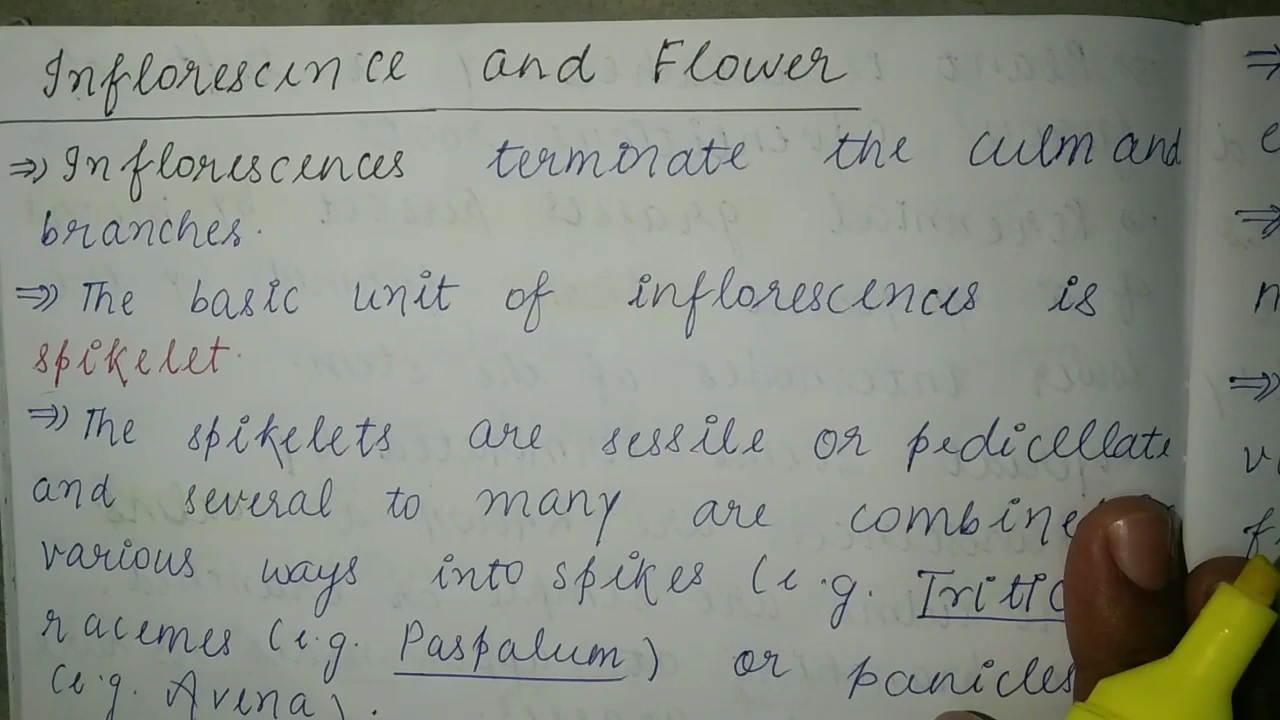 Inflorescence and Flower
⇒ Inflorescences terminate the culm and
branches.
⇒ The basic unit of inflorescences is
spikelet.
⇒ The spikelets are sessile or pedicellate
and several to many are combine
various ways into spikes (e.g. Tritic
racemes (e.g. Paspalum) or panicles
(e.g. Avena).